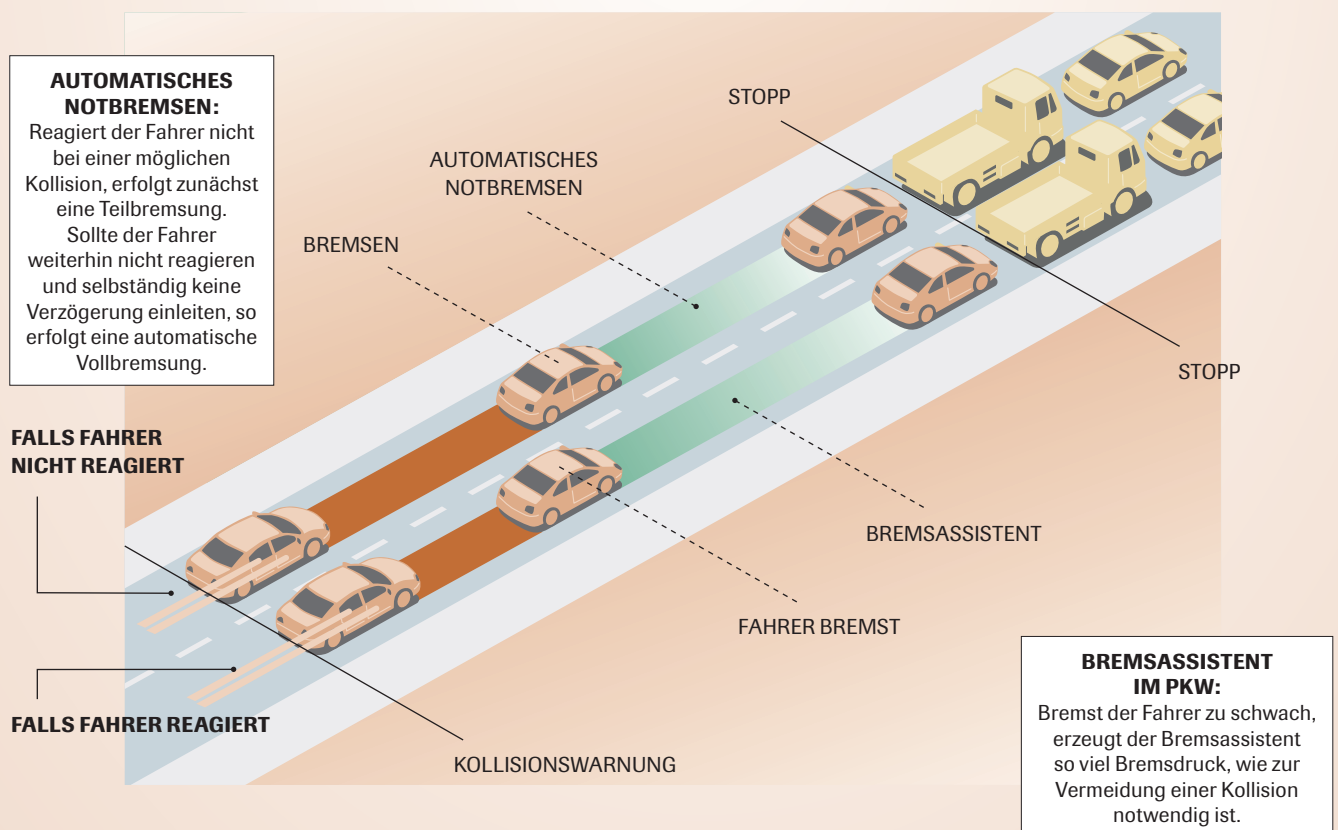 AUTOMATISCHES
NOTBREMSEN:
Reagiert der Fahrer nicht
bei einer möglichen
Kollision, erfolgt zunächst
eine Teilbremsung.
Sollte der Fahrer
weiterhin nicht reagieren
und selbständig keine
Verzögerung einleiten, so
erfolgt eine automatische
Vollbremsung.
STOPP
AUTOMATISCHES
NOTBREMSEN
BREMSEN
STOPP
FALLS FAHRER
NICHT REAGIERT
BREMSASSISTENT
FAHRER BREMST
FALLS FAHRER REAGIERT
KOLLISIONSWARNUNG
BREMSASSISTENT
IM PKW:
Bremst der Fahrer zu schwach,
erzeugt der Bremsassistent
so viel Bremsdruck, wie zur
Vermeidung einer Kollision
notwendig ist.